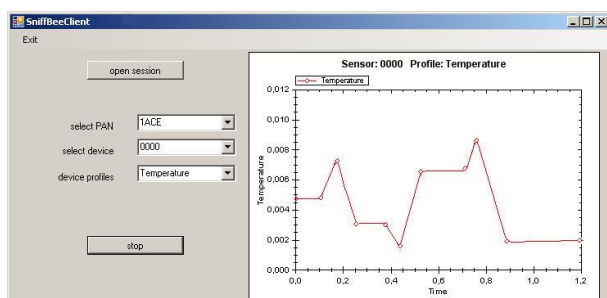 SniffBeeClient
Exit
open session
select PAN
1ACE
select device
0000
device profiles
Temperature
stop
Sensor: 0000 Profile: Temperature
Temperature
0,012
0,010
0,008
0,006
0,004
0,002
0,000
Temperature
0,0 0,2 0,4 0,6 0,8 1,0 1,2
Time